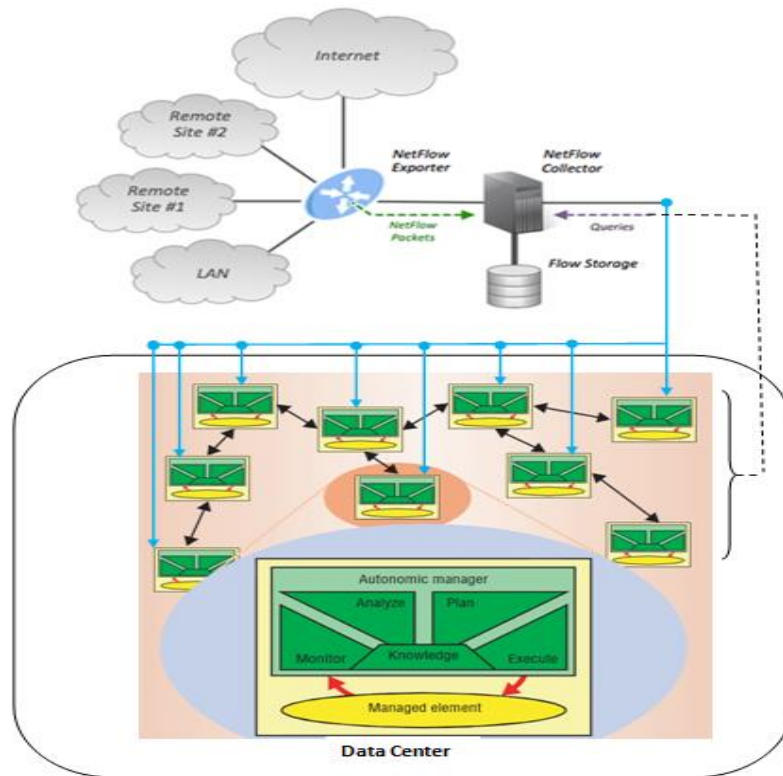 Internet
Remote
Site #2
NetFlow
Exporter
NetFlow
Collector
Remote
Site #1
NetFlow
Packets
Queries
LAN
Flow Storage
Autonomic manager
Analyze
Plan
Monitor
Knowledge
Execute
Managed element
Data Center